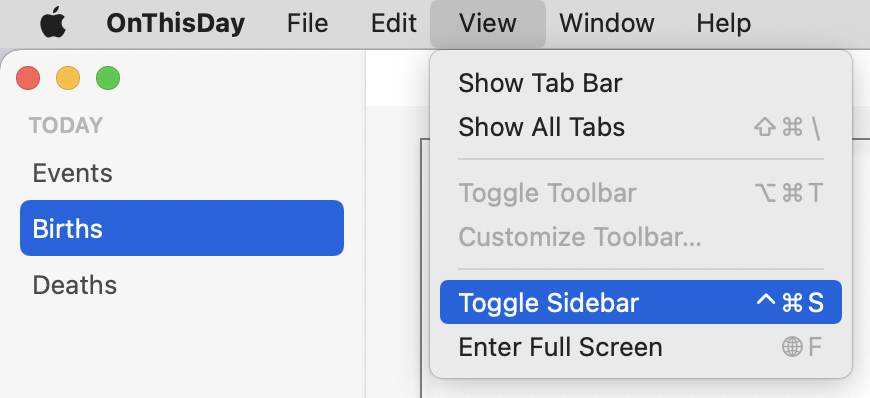 OnThisDay File Edit View Window Help
TODAY
Events
Births
Deaths
Show Tab Bar
Show All Tabs ⇧⌘\
Toggle Toolbar ⌥⌘T
Customize Toolbar...
Toggle Sidebar ^⌘S
Enter Full Screen 🌐F